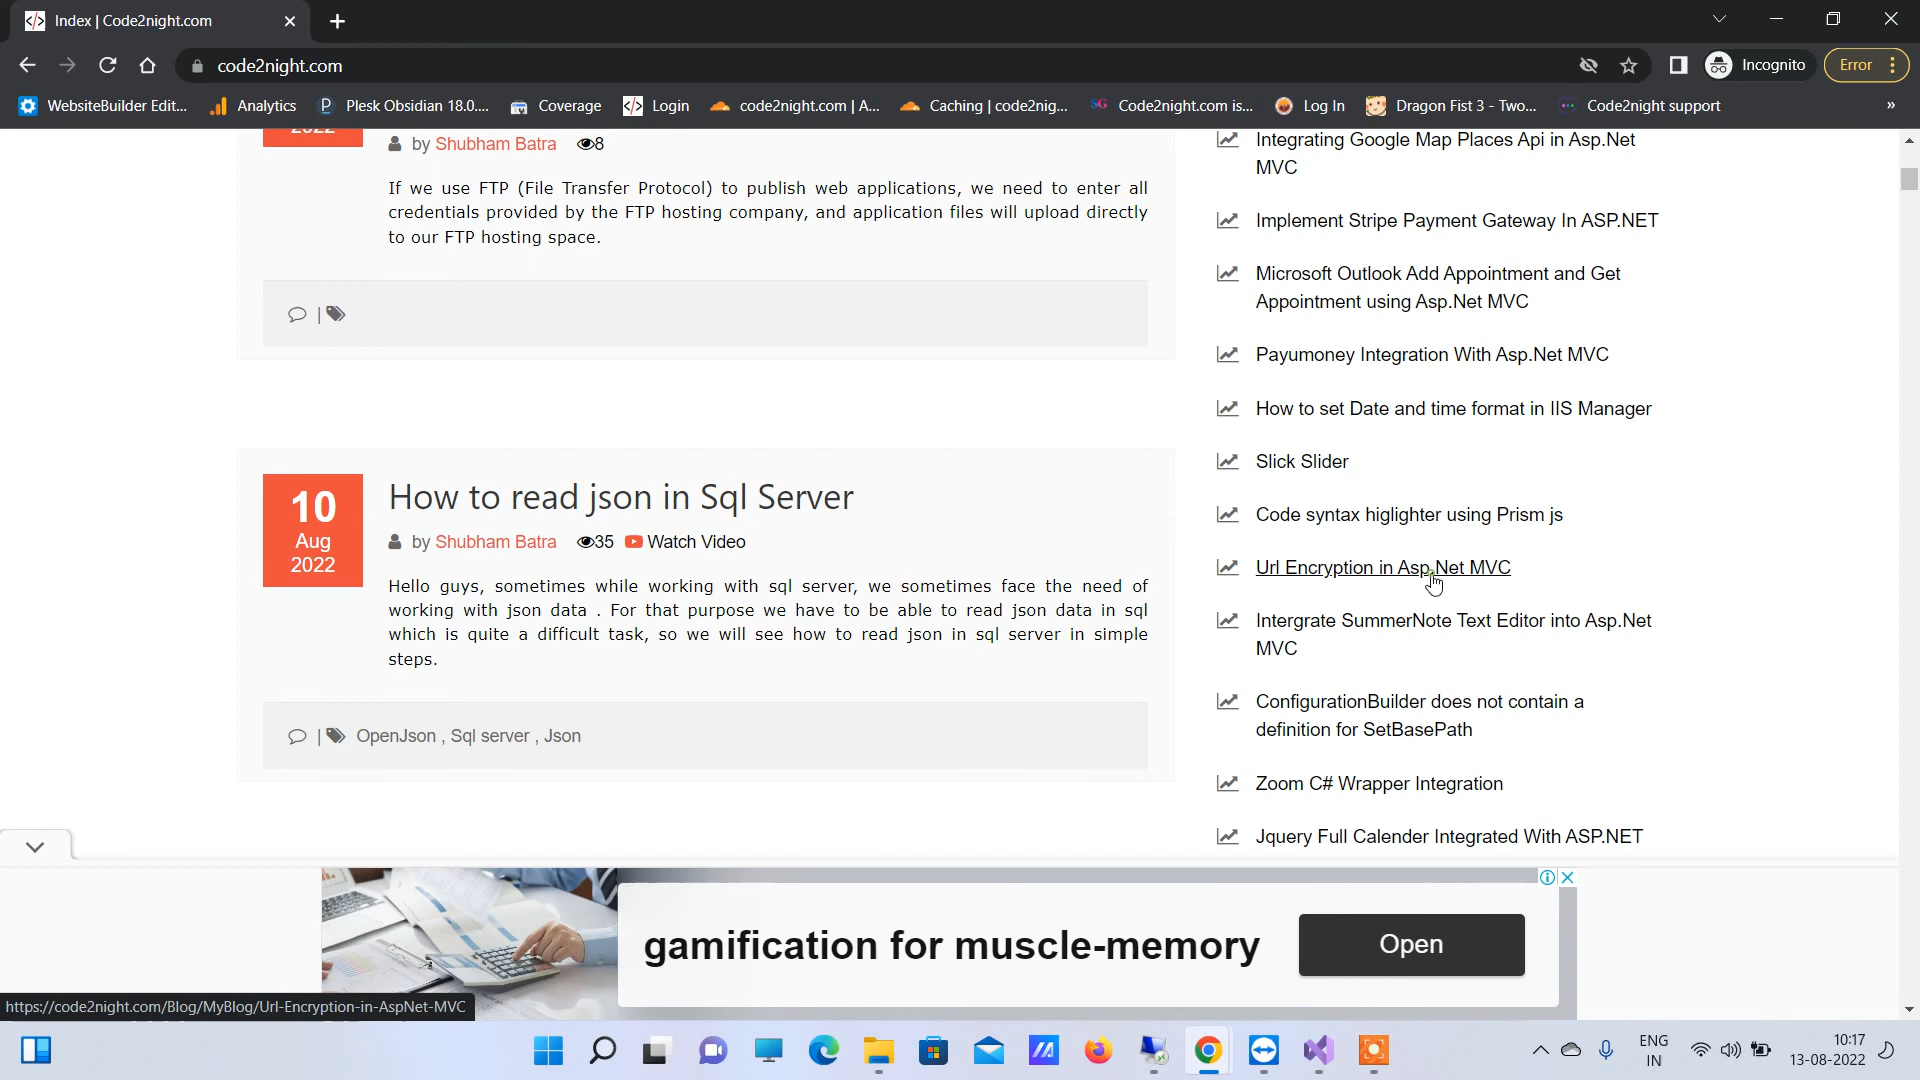 Index | Code2night.com
code2night.com
Incognito
Error
WebsiteBuilder Edit...
Analytics
Plesk Obsidian 18.0....
Coverage
Login
code2night.com | A...
Caching | code2nig...
SG
Code2night.com is...
Log In
Dragon Fist 3 - Two...
Code2night support
»
2022
by Shubham Batra 8
If we use FTP (File Transfer Protocol) to publish web applications, we need to enter all
credentials provided by the FTP hosting company, and application files will upload directly
to our FTP hosting space.
|
10
Aug
2022
How to read json in Sql Server
by Shubham Batra 35 Watch Video
Hello guys, sometimes while working with sql server, we sometimes face the need of
working with json data . For that purpose we have to be able to read json data in sql
which is quite a difficult task, so we will see how to read json in sql server in simple
steps.
| OpenJson , Sql server , Json
Integrating Google Map Places Api in Asp.Net
MVC
Implement Stripe Payment Gateway In ASP.NET
Microsoft Outlook Add Appointment and Get
Appointment using Asp.Net MVC
Payumoney Integration With Asp.Net MVC
How to set Date and time format in IIS Manager
Slick Slider
Code syntax higlighter using Prism js
Url Encryption in Asp.Net MVC
Intergrate SummerNote Text Editor into Asp.Net
MVC
ConfigurationBuilder does not contain a
definition for SetBasePath
Zoom C# Wrapper Integration
Jquery Full Calender Integrated With ASP.NET
gamification for muscle-memory
Open
https://code2night.com/Blog/MyBlog/Url-Encryption-in-AspNet-MVC
ENG
IN
10:17
13-08-2022